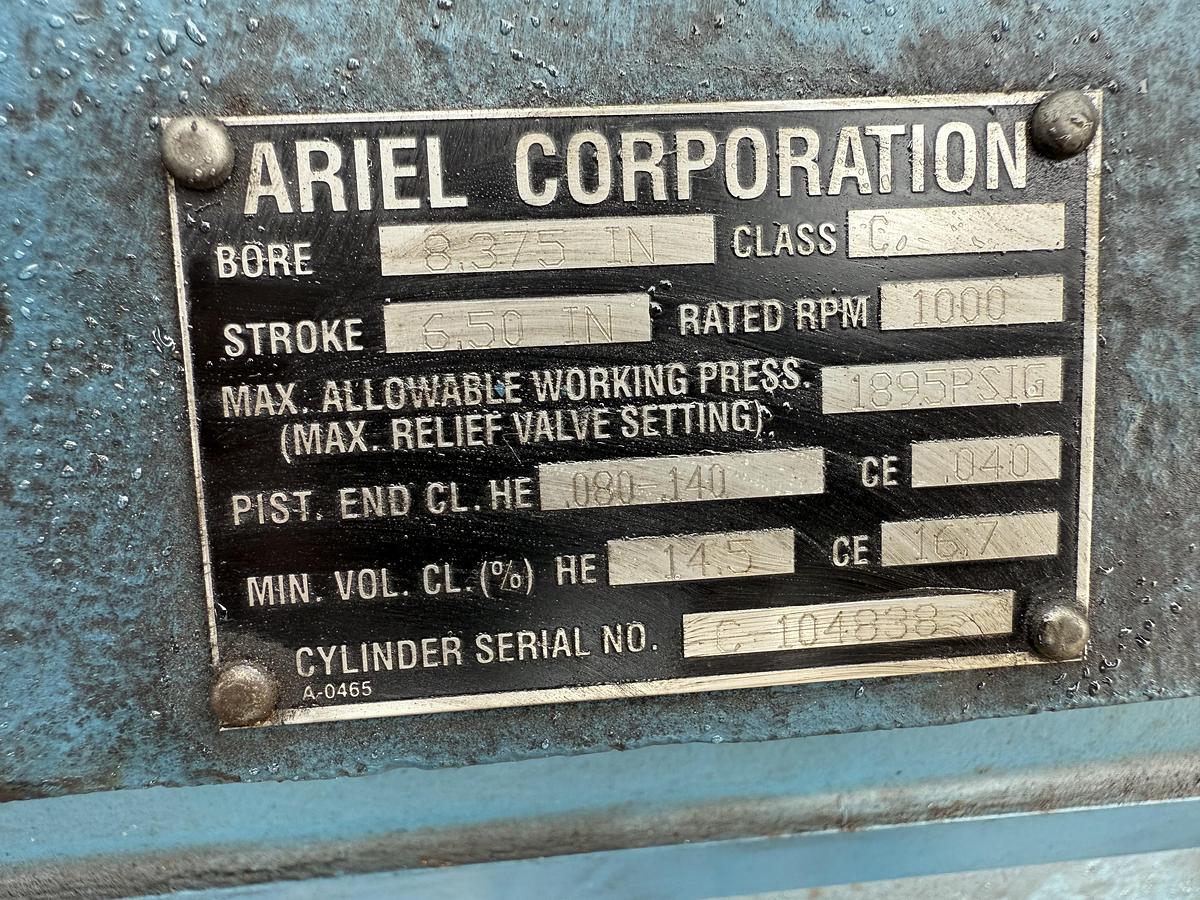 ARIEL CORPORATION
BORE 8.375 IN CLASS C
STROKE 6.50 IN RATED RPM 1000
MAX. ALLOWABLE WORKING PRESS. 1895PSIG
(MAX. RELIEF VALVE SETTING)
PIST. END CL. HE .080-.140 CE .040
MIN. VOL. CL.(%) HE 14.5 CE 16.7
CYLINDER SERIAL NO. C-104838
A-0465